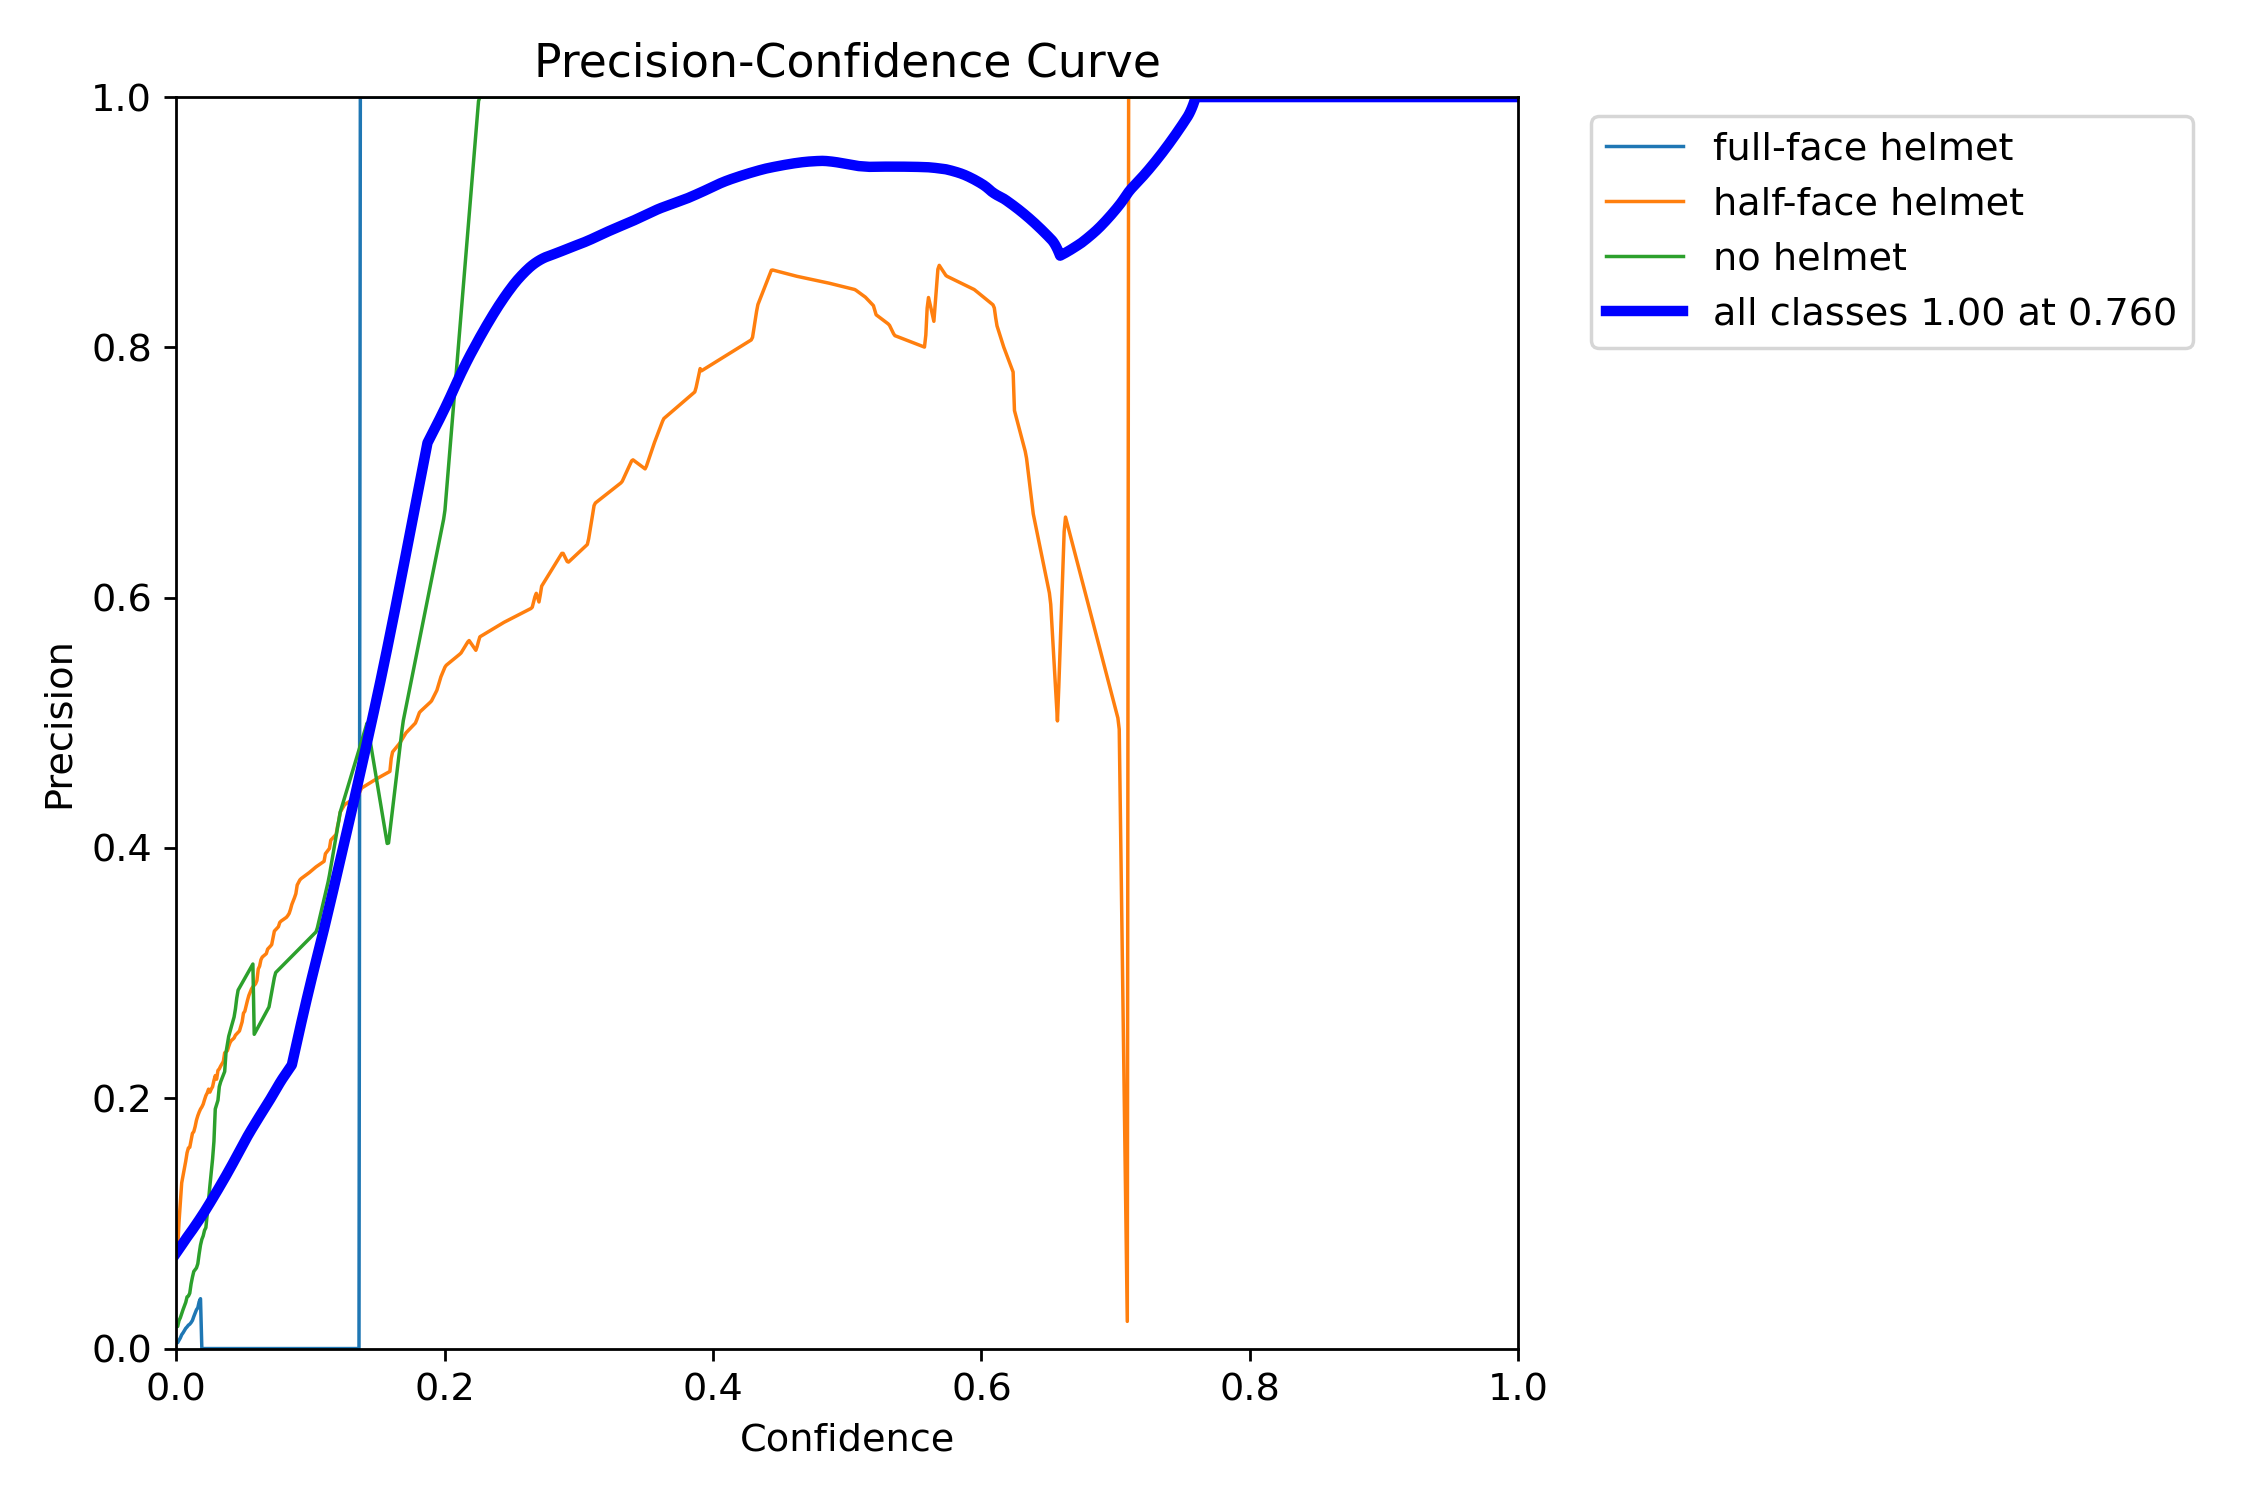 Precision-Confidence Curve
1.0
0.8
0.6
0.4
0.2
0.0
Precision
0.0 0.2 0.4 0.6 0.8 1.0
Confidence
full-face helmet
half-face helmet
no helmet
all classes 1.00 at 0.760